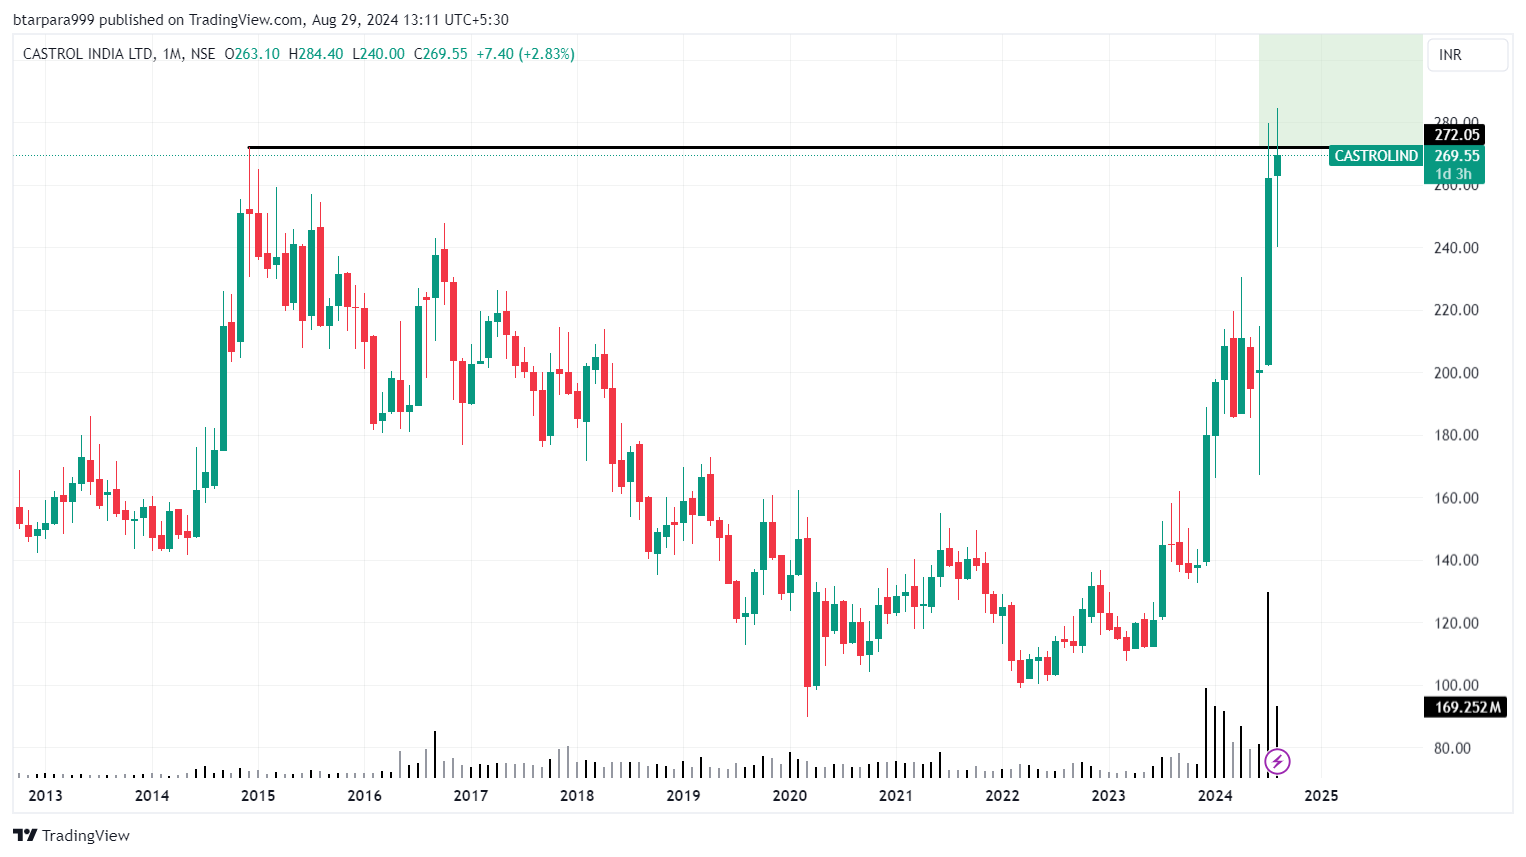 btarpara999 published on TradingView.com, Aug 29, 2024 13:11 UTC+5:30
CASTROL INDIA LTD, 1M, NSE O263.10 H284.40 L240.00 C269.55 +7.40 (+2.83%)
INR
280.00
272.05
CASTROLIND 269.55
1d 3h
260.00
240.00
220.00
200.00
180.00
160.00
140.00
120.00
100.00
169.252M
80.00
2013 2014 2015 2016 2017 2018 2019 2020 2021 2022 2023 2024 2025
TradingView